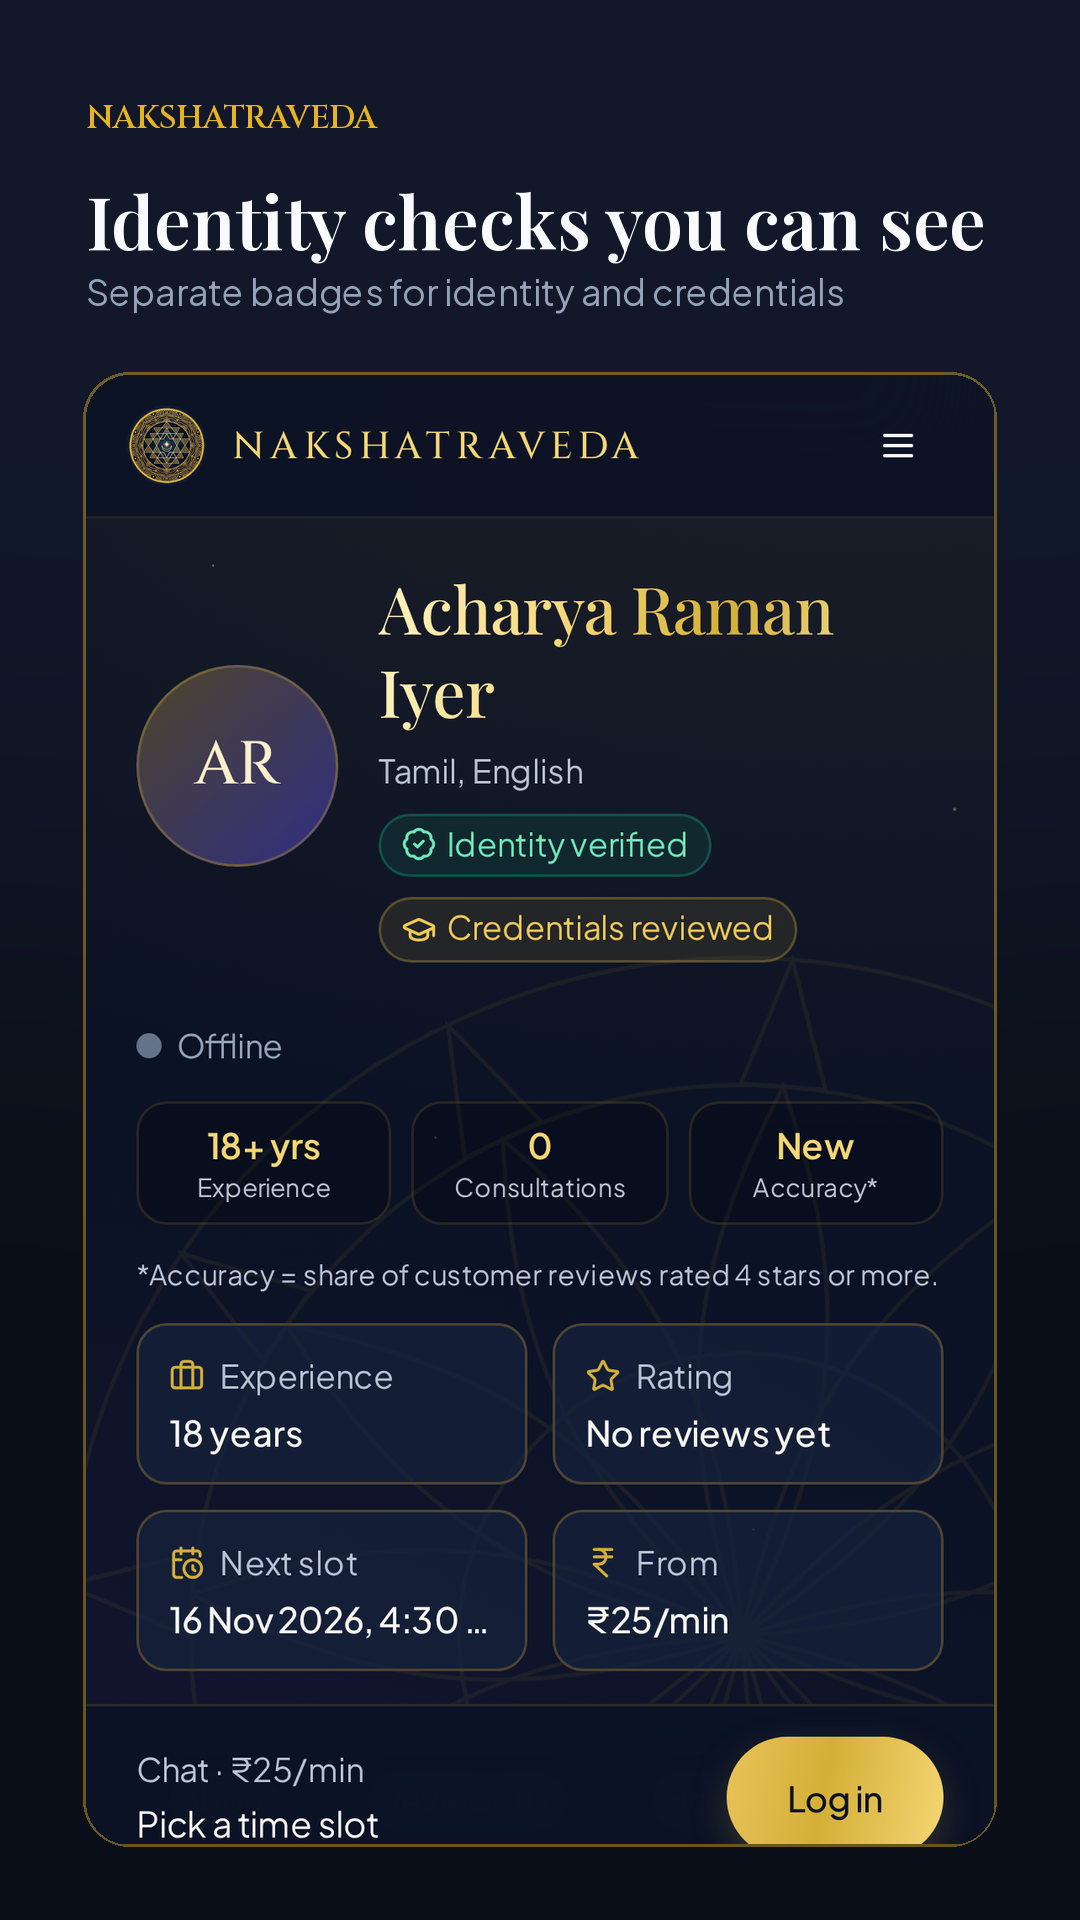 NAKSHATRAVEDA
Identity checks you can see
Separate badges for identity and credentials
NAKSHATRAVEDA
Acharya Raman
Iyer
AR
Tamil, English
Identity verified
Credentials reviewed
Offline
18+ yrs
Experience
0
Consultations
New
Accuracy*
*Accuracy = share of customer reviews rated 4 stars or more.
Experience
18 years
Rating
No reviews yet
Next slot
16 Nov 2026, 4:30 ...
₹ From
₹25/min
Chat · ₹25/min
Pick a time slot
Log in